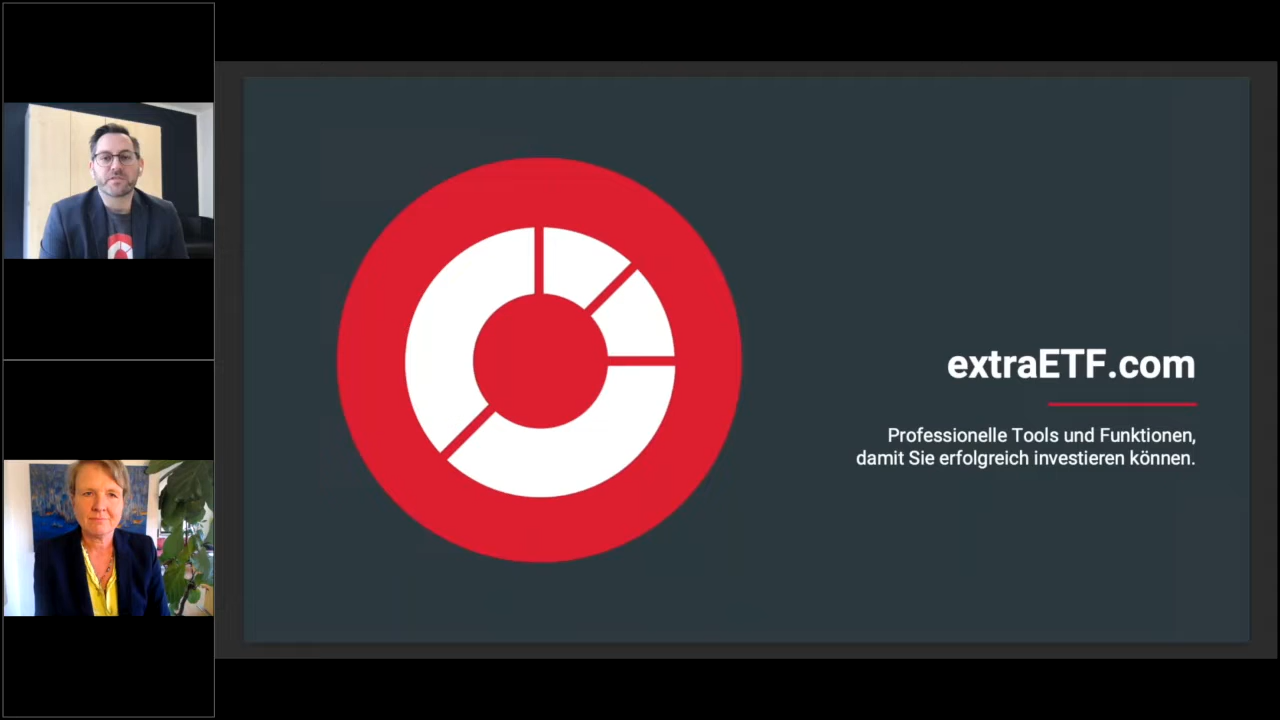 extraETF.com
Professionelle Tools und Funktionen,
damit Sie erfolgreich investieren können.